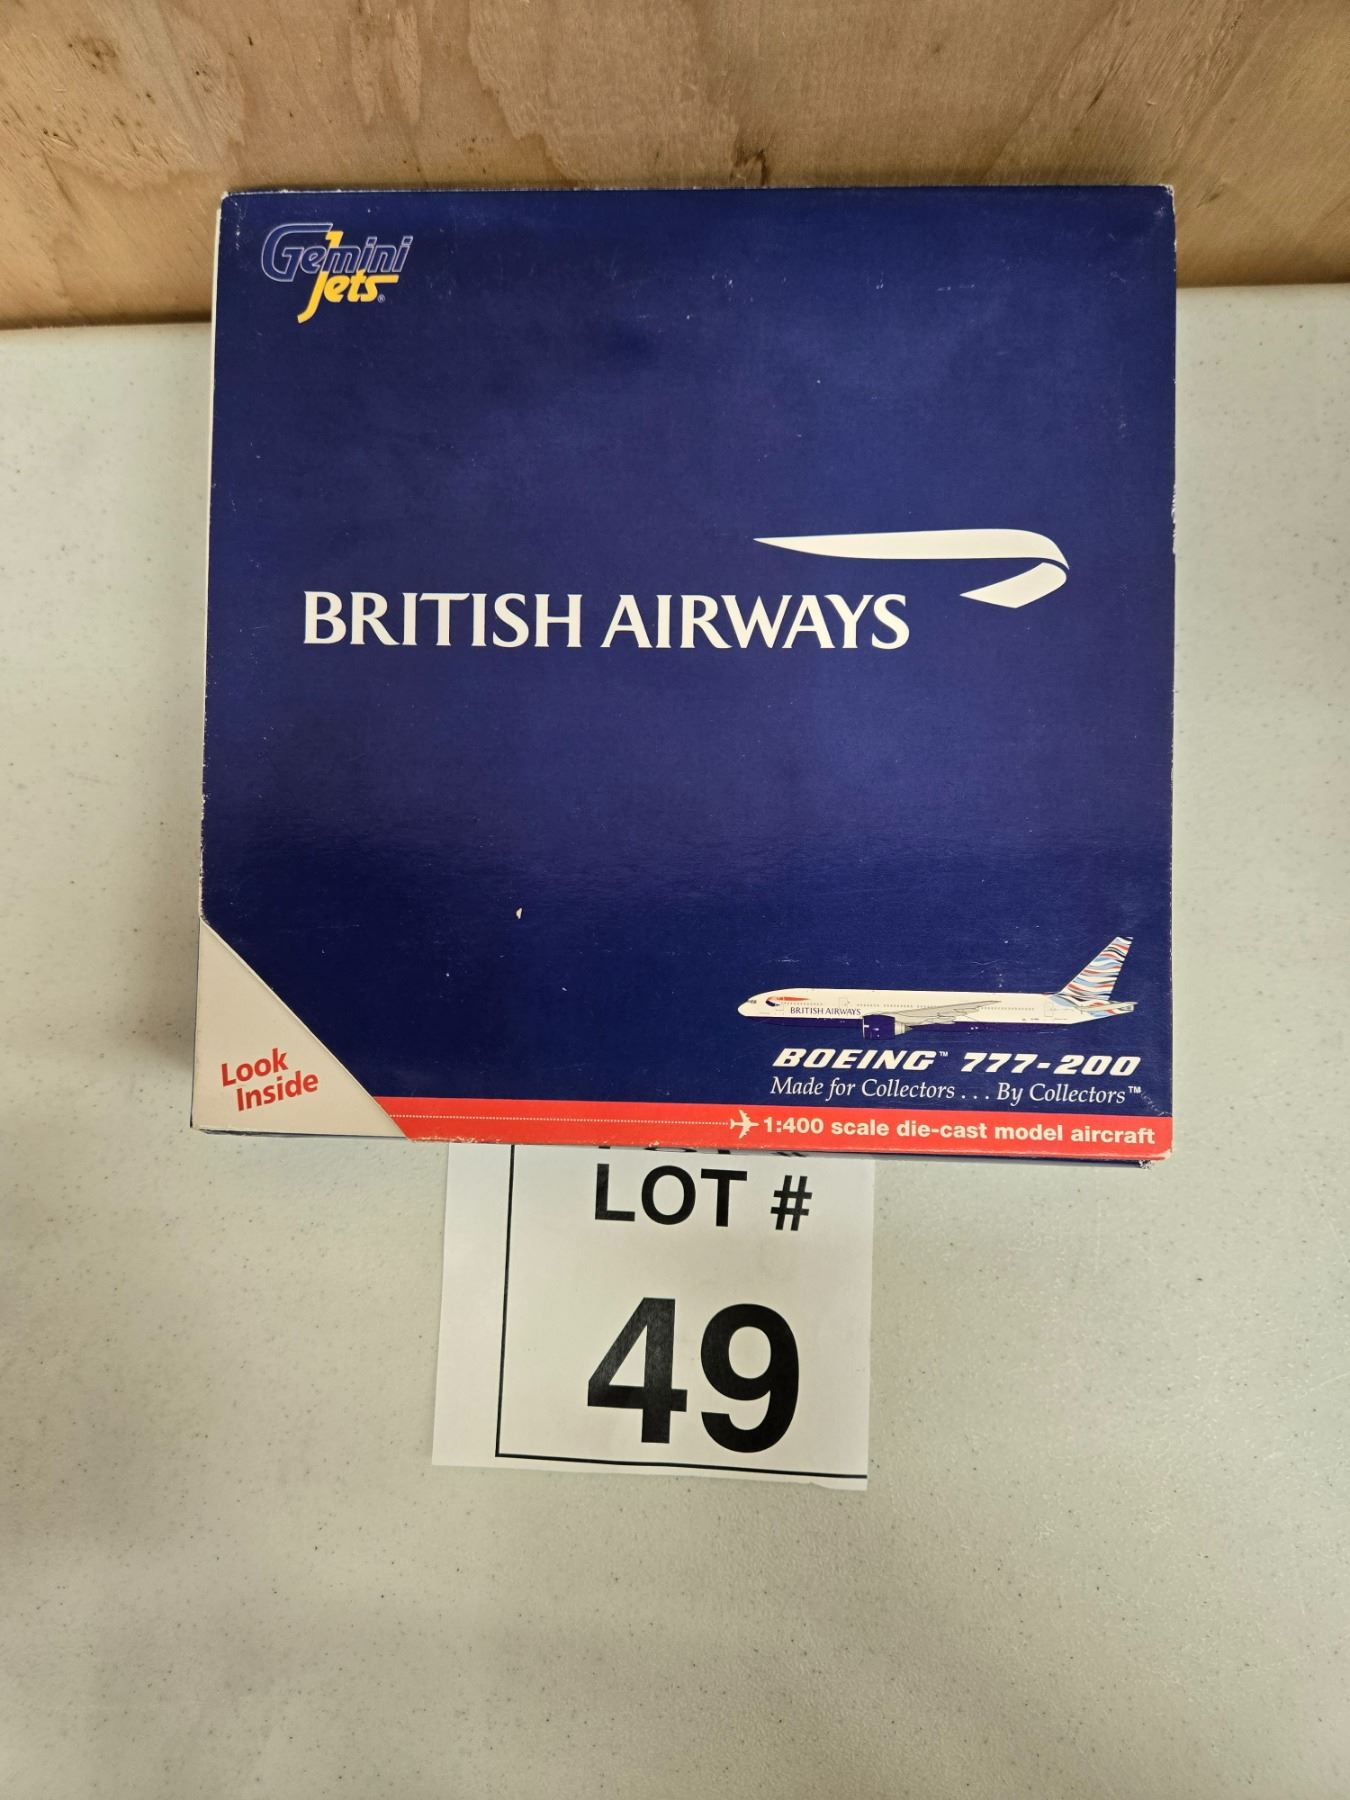 Gemini
Jets®
BRITISH AIRWAYS
BRITISH AIRWAYS
BOEING™ 777-200
Made for Collectors . . . By Collectors™
Look
Inside
1:400 scale die-cast model aircraft
LOT #
49